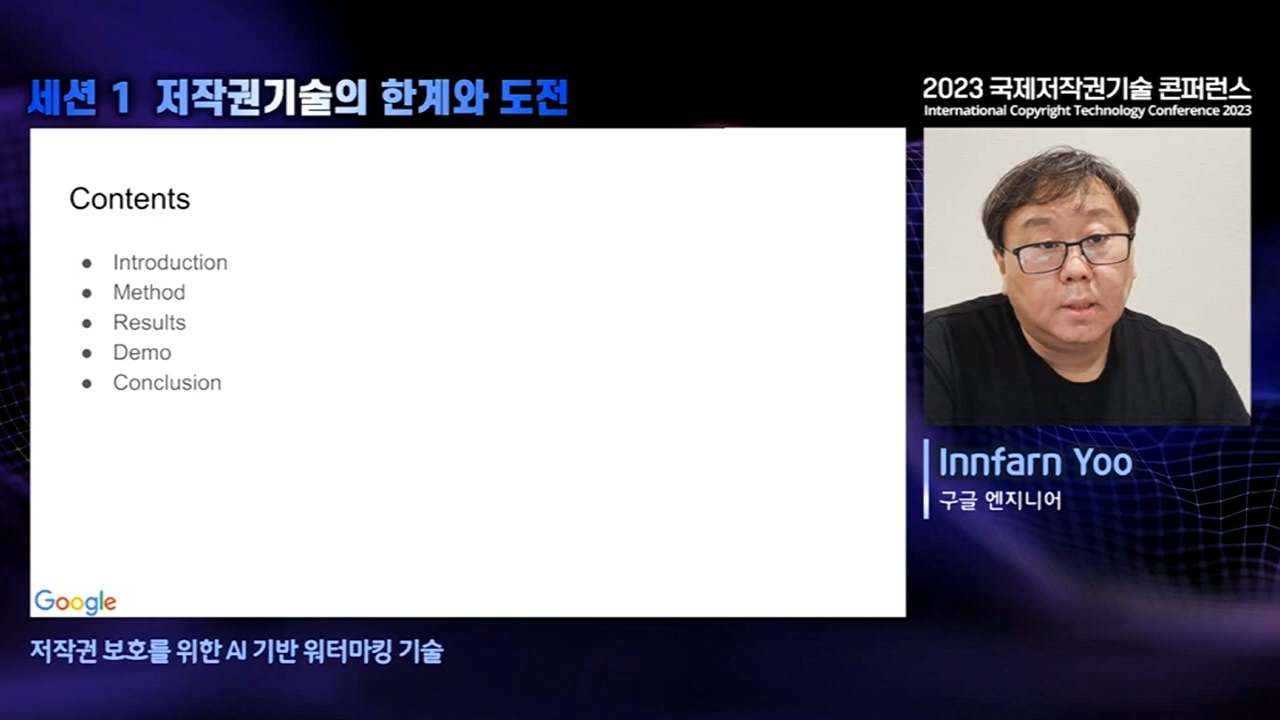 세션 1 저작권기술의 한계와 도전
2023 국제저작권기술 콘퍼런스
International Copyright Technology Conference 2023
Contents
● Introduction
● Method
● Results
● Demo
● Conclusion
Google
Innfarn Yoo
구글 엔지니어
저작권 보호를 위한 AI 기반 워터마킹 기술